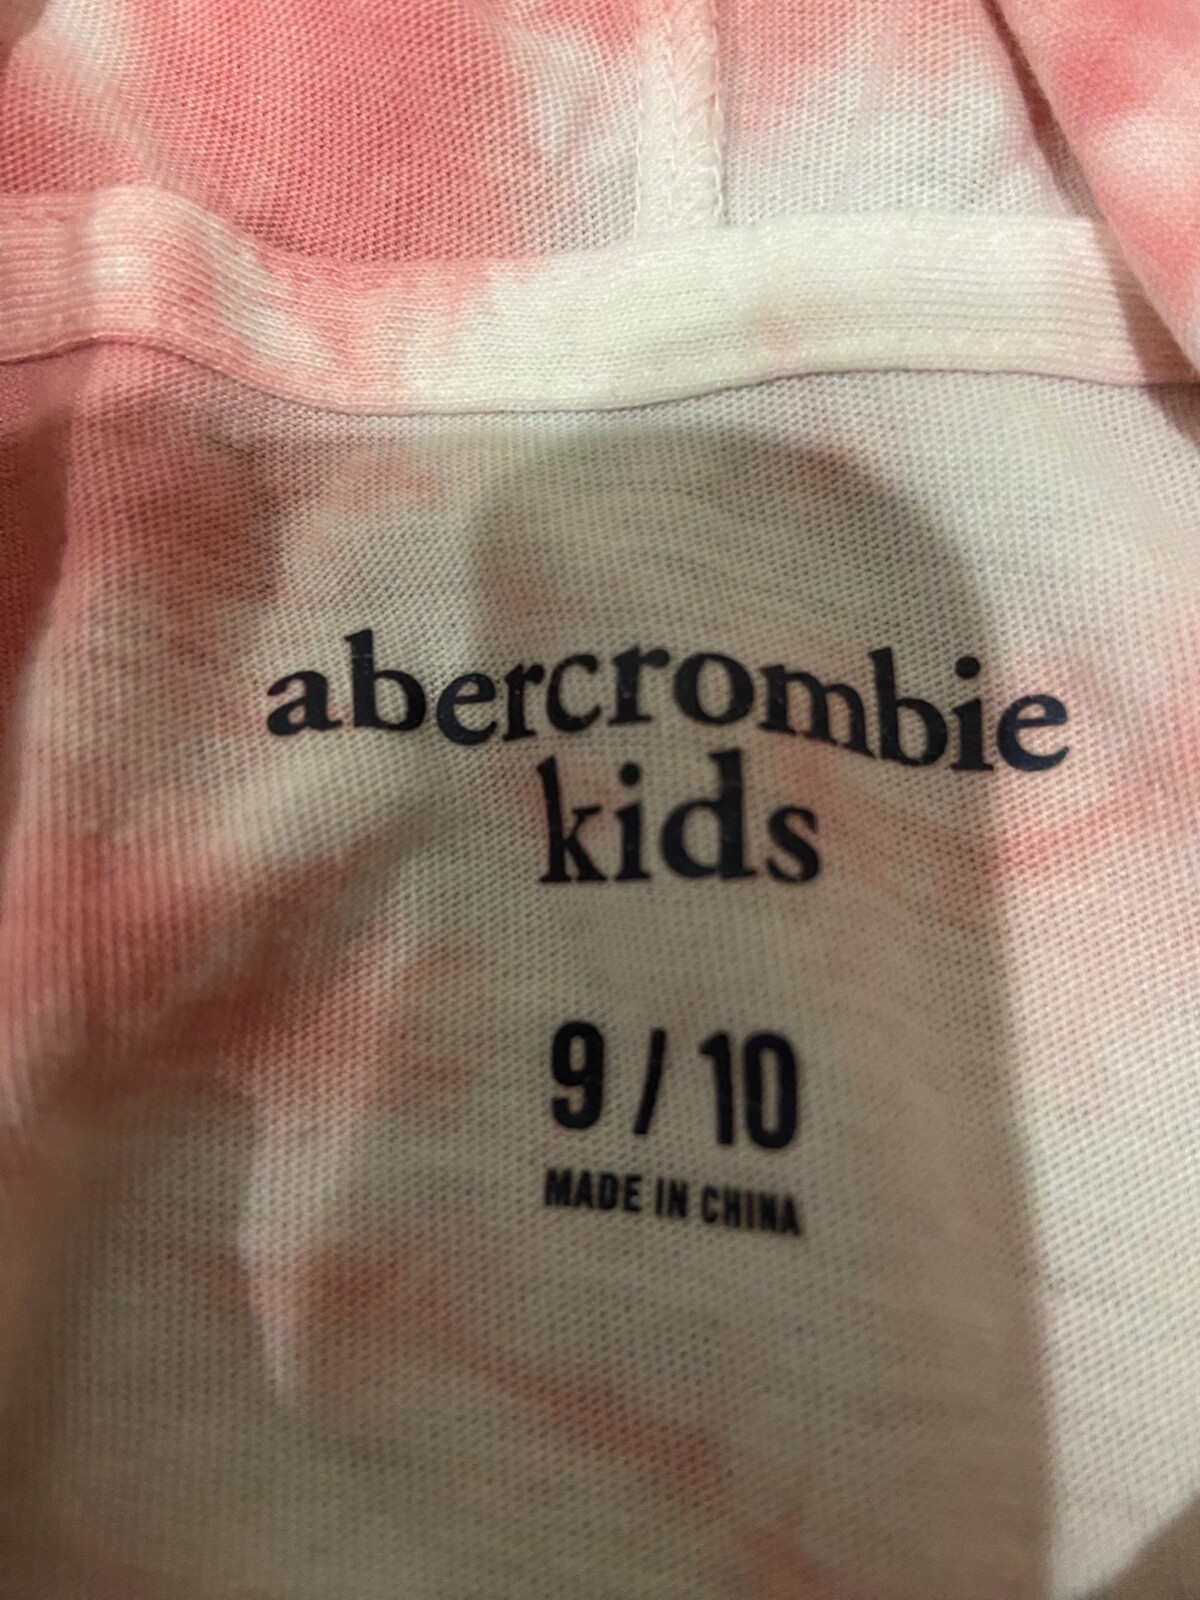 abercrombie
kids
9 / 10
MADE IN CHINA